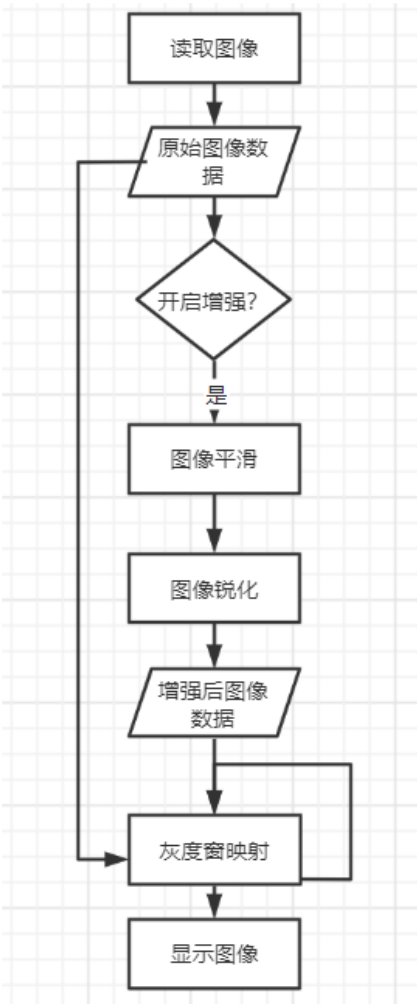 读取图像
原始图像数
据
开启增强?
是
图像平滑
图像锐化
增强后图像
数据
灰度窗映射
显示图像